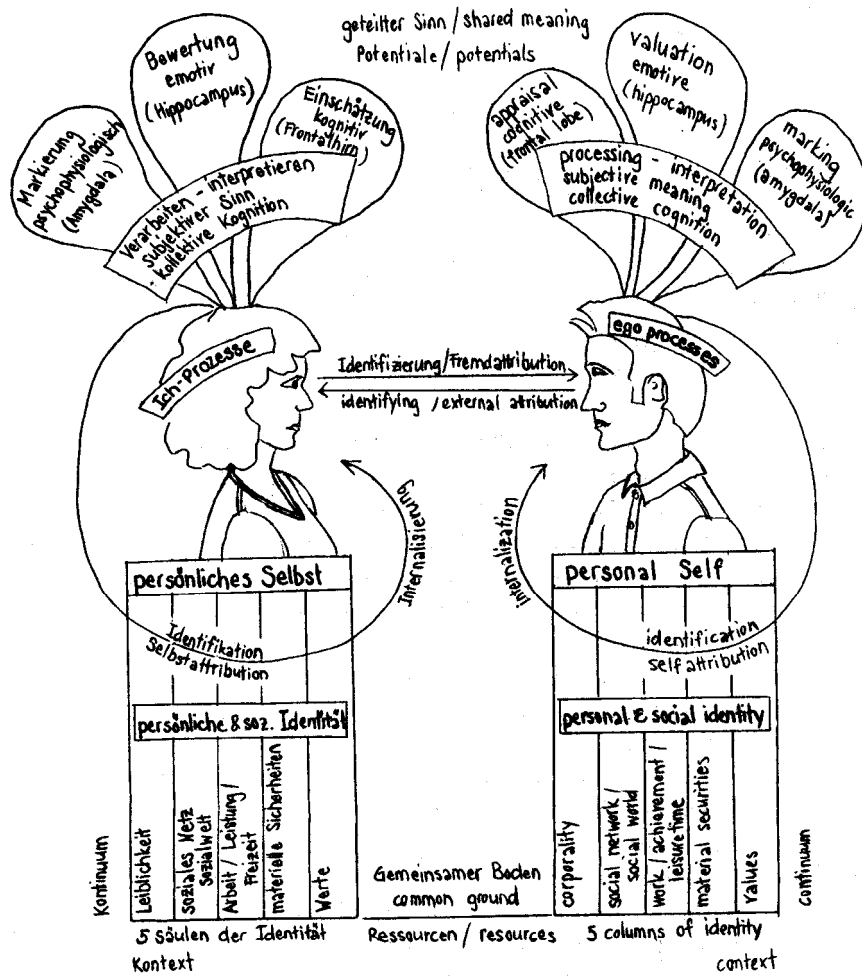 geteilter Sinn / shared meaning
Potentiale / potentials
Markierung
psychophysiologisch
(Amygdala)
Bewertung
emotiv
(Hippocampus)
Einschätzung
kognitiv
(Frontalhirn)
Verarbeiten - interpretieren
Subjektiver Sinn
- kollektive Kognition
appraisal
cognitive
(frontal lobe)
valuation
emotive
(hippocampus)
marking
psychophysiologic
(amygdala)
processing - interpretation
subjective meaning
collective cognition
Ich-Prozesse
ego processes
Identifizierung/Fremdattribution
identifying / external attribution
Internalisierung
internalization
persönliches Selbst
Identifikation
Selbstattribution
persönliche & soz. Identität
Kontinuum
Leiblichkeit
soziales Netz
Sozialwelt
Arbeit / Leistung /
Freizeit
materielle Sicherheiten
Werte
5 Säulen der Identität
Kontext
Gemeinsamer Boden
common ground
Ressourcen / resources
personal Self
identification
self attribution
personal & social identity
corporality
social network /
social world
work / achievement /
leisure time
material securities
values
continuum
5 columns of identity
context